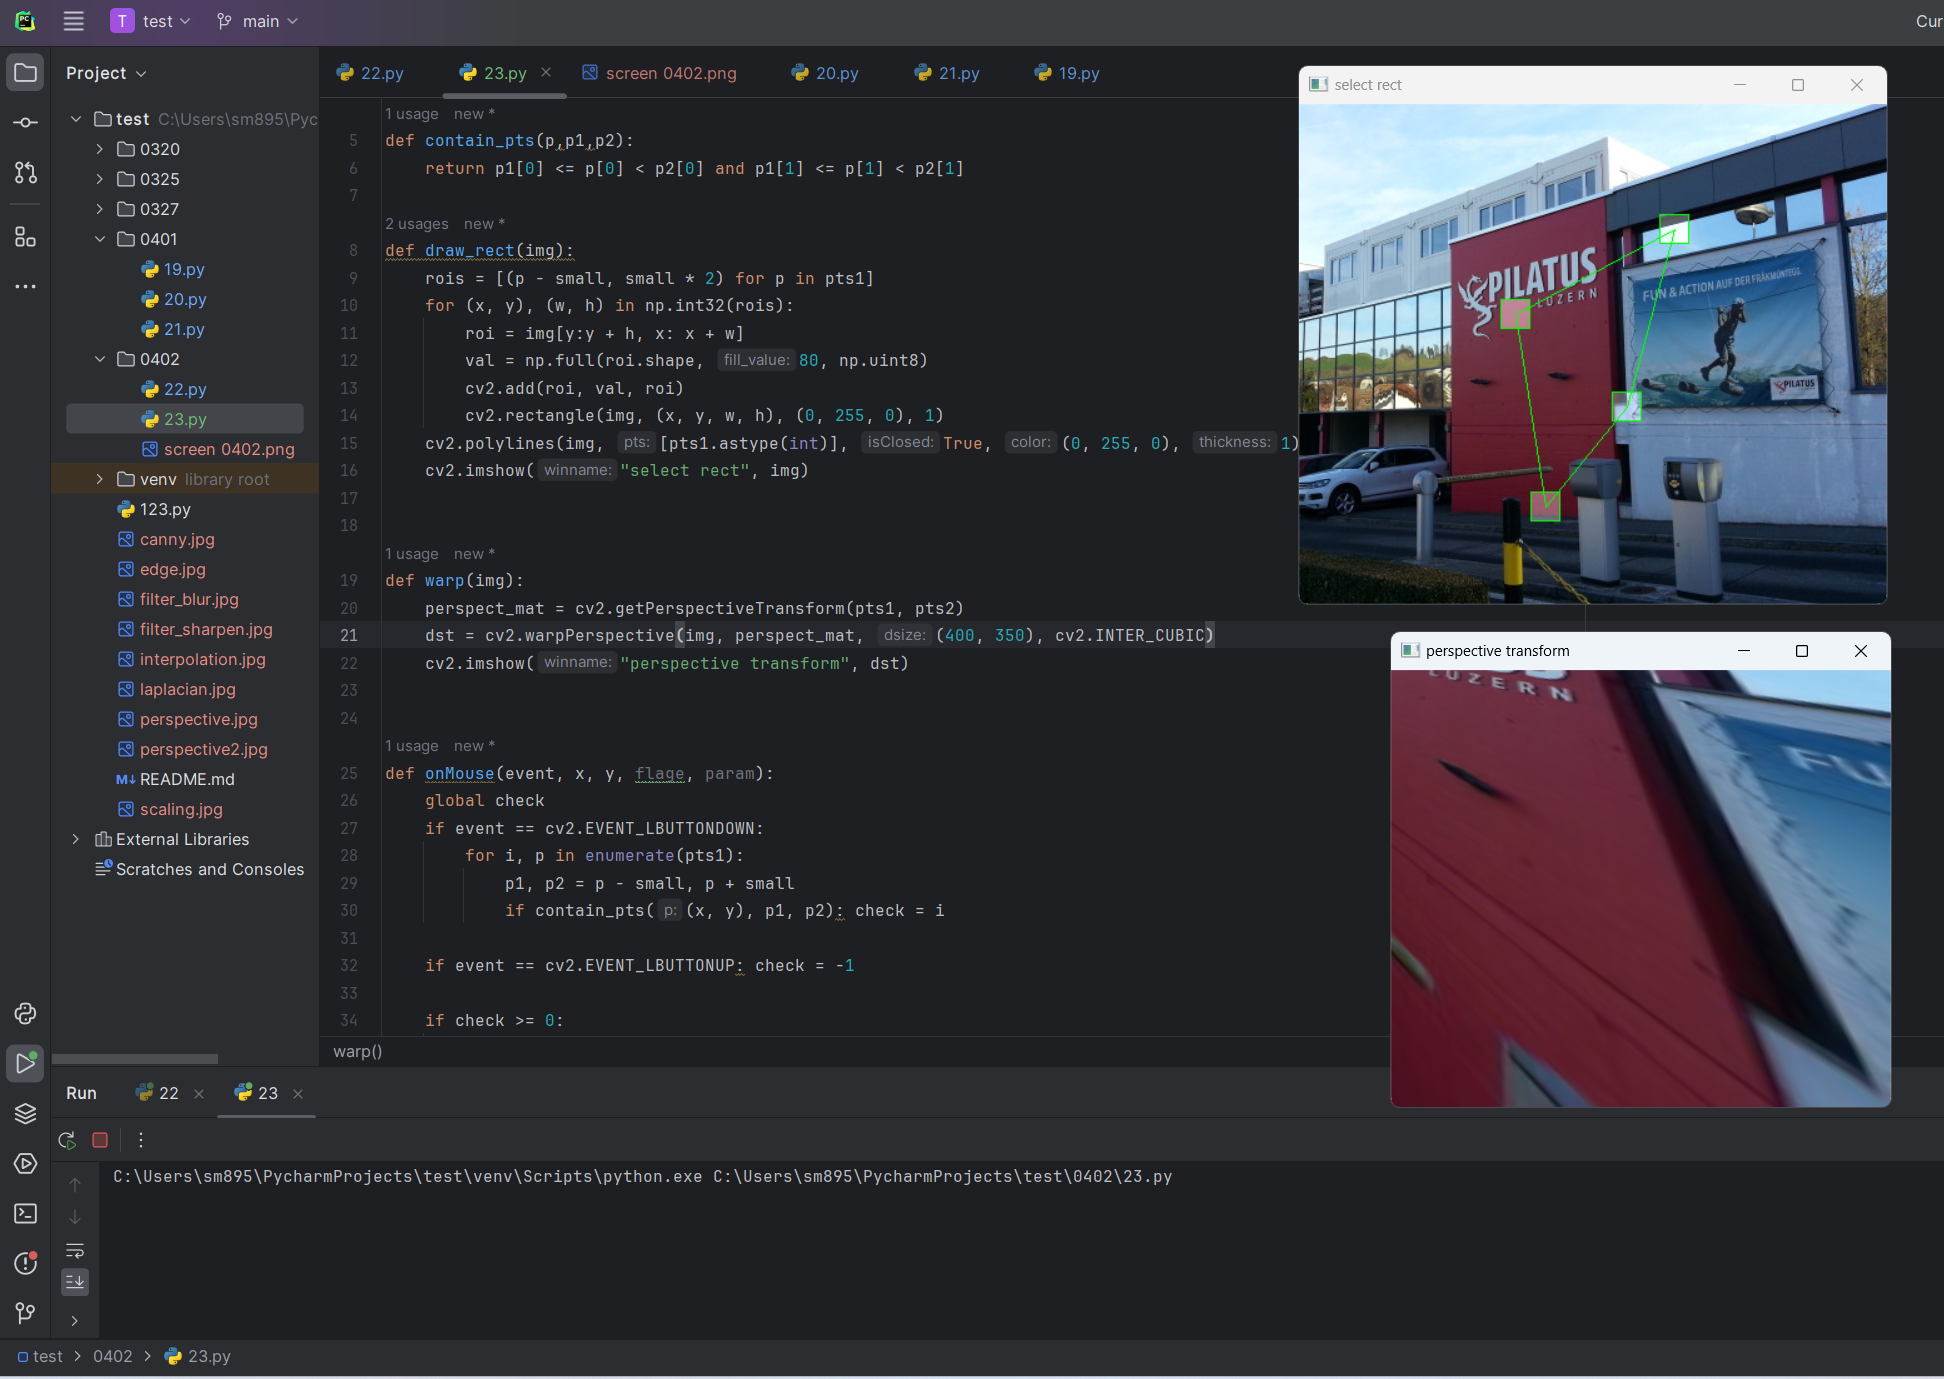 T test
main
Cur
Project
test C:\Users\sm895\Pyc
0320
0325
0327
0401
19.py
20.py
21.py
0402
22.py
23.py
screen 0402.png
venv library root
123.py
canny.jpg
edge.jpg
filter_blur.jpg
filter_sharpen.jpg
interpolation.jpg
laplacian.jpg
perspective.jpg
perspective2.jpg
M↓ README.md
scaling.jpg
External Libraries
Scratches and Consoles
22.py 23.py screen 0402.png 20.py 21.py 19.py
1 usage new *
5 def contain_pts(p,p1,p2):
6 return p1[0] <= p[0] < p2[0] and p1[1] <= p[1] < p2[1]
7
2 usages new *
8 def draw_rect(img):
9 rois = [(p - small, small * 2) for p in pts1]
10 for (x, y), (w, h) in np.int32(rois):
11 roi = img[y:y + h, x: x + w]
12 val = np.full(roi.shape, fill_value: 80, np.uint8)
13 cv2.add(roi, val, roi)
14 cv2.rectangle(img, (x, y, w, h), (0, 255, 0), 1)
15 cv2.polylines(img, pts: [pts1.astype(int)], isClosed: True, color: (0, 255, 0), thickness: 1)
16 cv2.imshow( winname: "select rect", img)
17
18
1 usage new *
19 def warp(img):
20 perspect_mat = cv2.getPerspectiveTransform(pts1, pts2)
21 dst = cv2.warpPerspective(img, perspect_mat, dsize: (400, 350), cv2.INTER_CUBIC)
22 cv2.imshow( winname: "perspective transform", dst)
23
24
1 usage new *
25 def onMouse(event, x, y, flage, param):
26 global check
27 if event == cv2.EVENT_LBUTTONDOWN:
28 for i, p in enumerate(pts1):
29 p1, p2 = p - small, p + small
30 if contain_pts( p: (x, y), p1, p2): check = i
31
32 if event == cv2.EVENT_LBUTTONUP: check = -1
33
34 if check >= 0:
warp()
select rect
PILATUS
LUZERN
FUN & ACTION AUF DER FRÄKMÜNTEGG.
PILATUS
perspective transform
LUZERN
FU
Run 22 23
C:\Users\sm895\PycharmProjects\test\venv\Scripts\python.exe C:\Users\sm895\PycharmProjects\test\0402\23.py
test > 0402 > 23.py